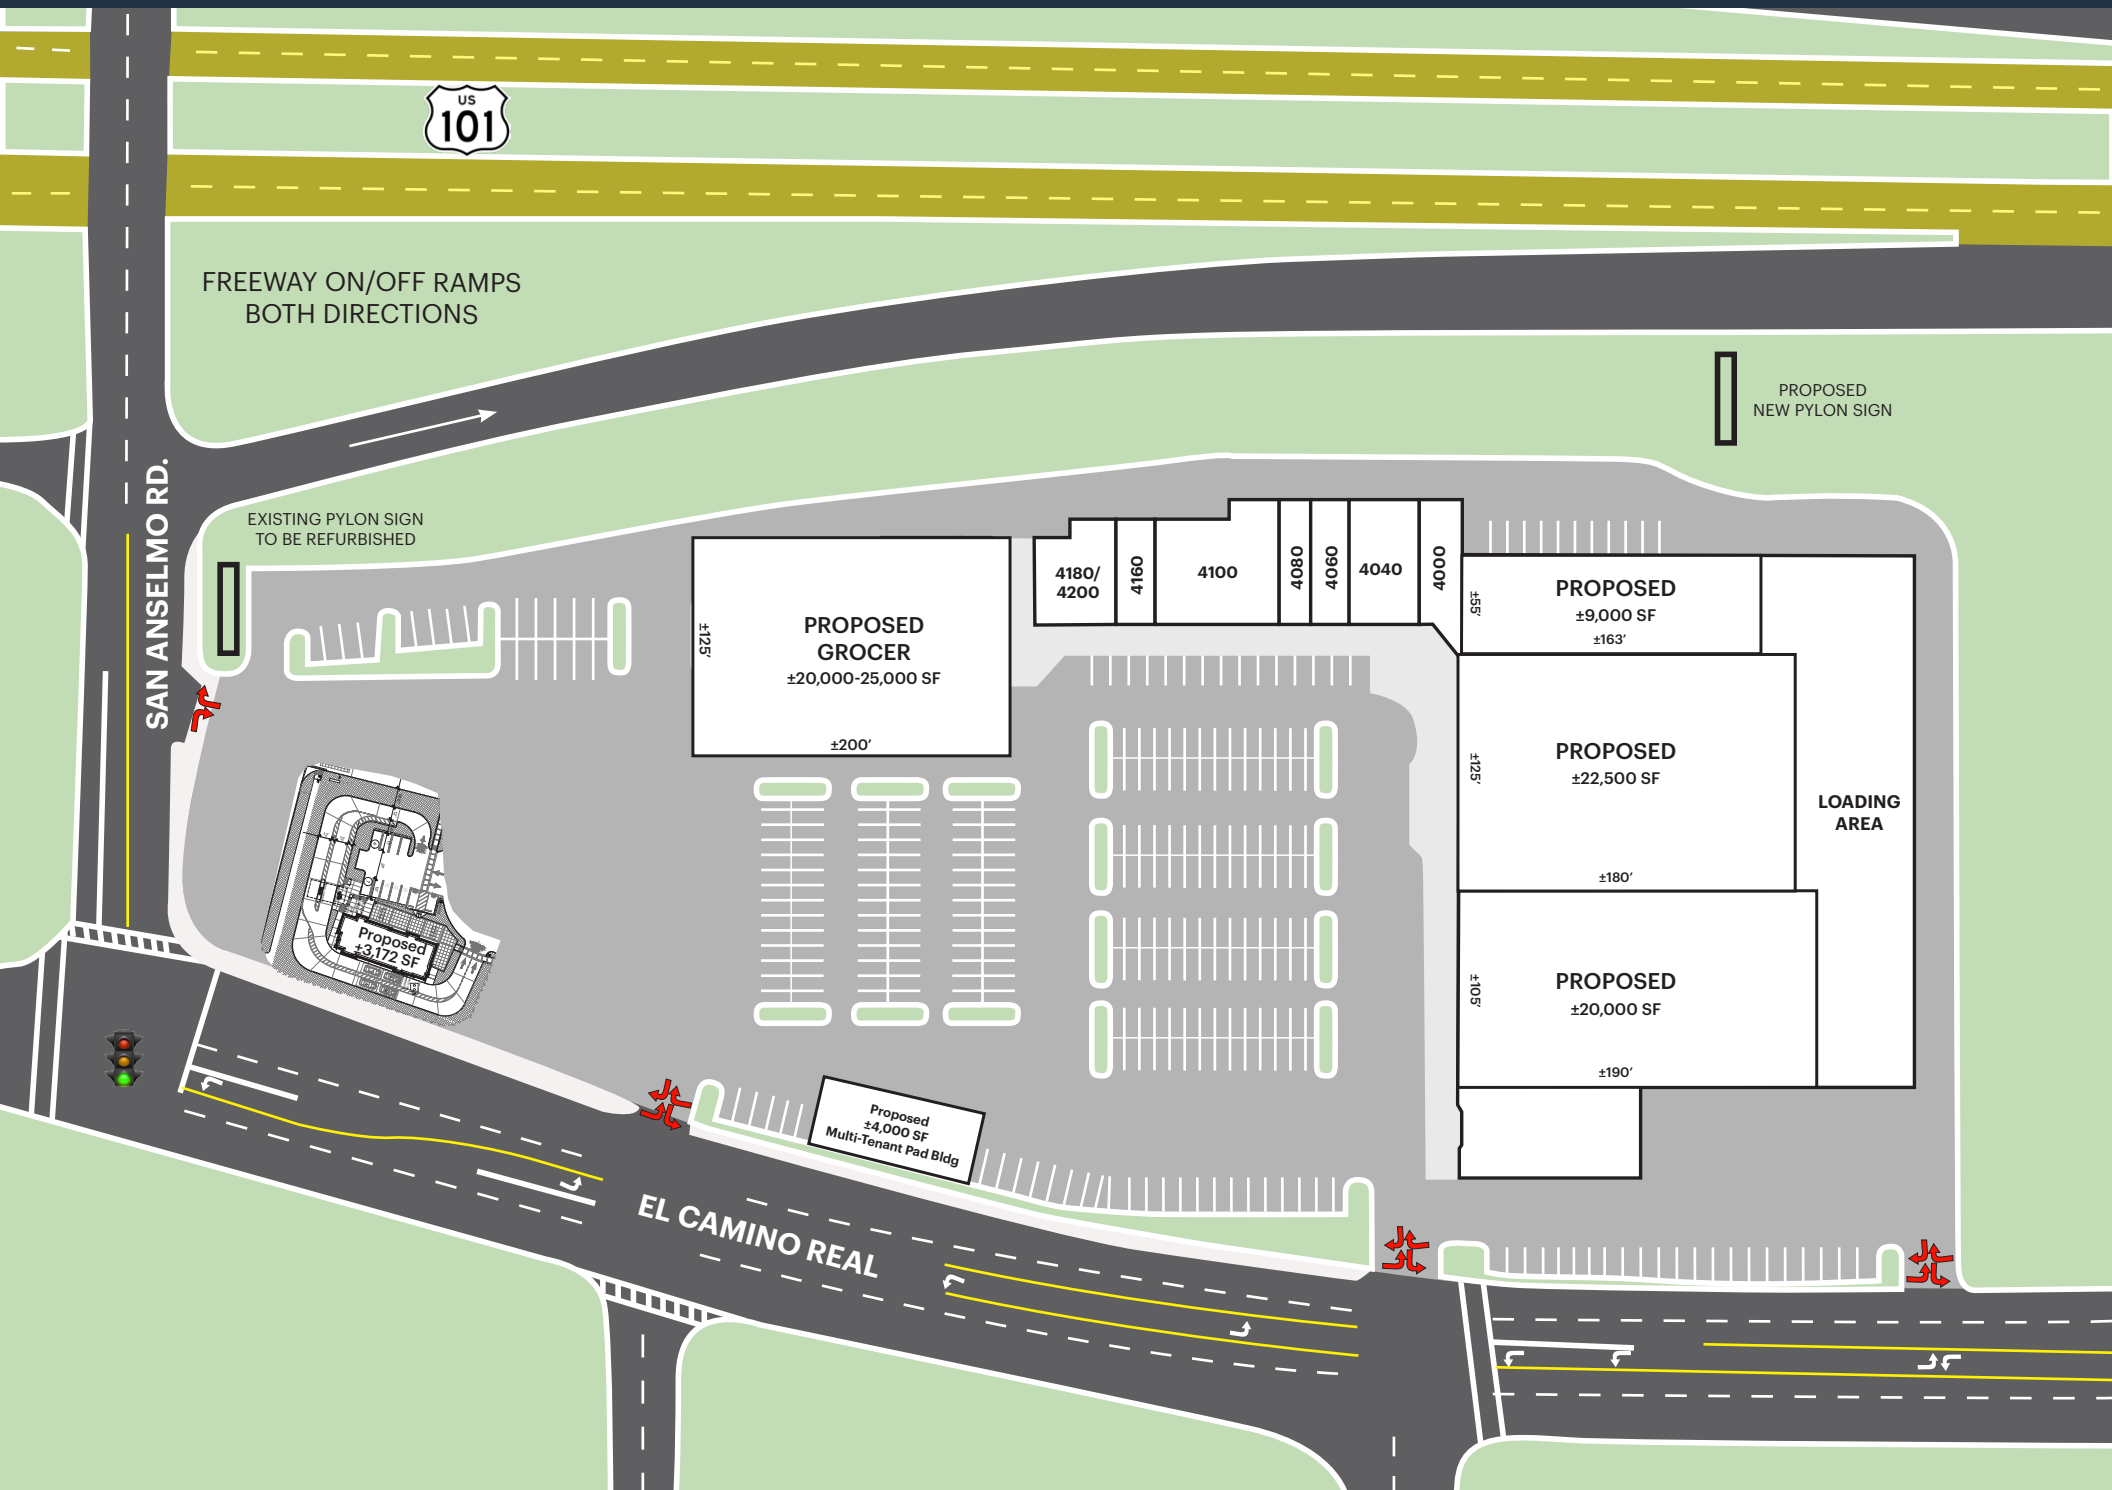 US
101
FREEWAY ON/OFF RAMPS
BOTH DIRECTIONS
PROPOSED
NEW PYLON SIGN
SAN ANSELMO RD.
EXISTING PYLON SIGN
TO BE REFURBISHED
PROPOSED
GROCER
±20,000-25,000 SF
±125’
±200’
4180/
4200
4160
4100
4080
4060
4040
4000
PROPOSED
±9,000 SF
±163’
±55’
PROPOSED
±22,500 SF
±125’
±180’
LOADING
AREA
PROPOSED
±20,000 SF
±105’
±190’
Proposed
±3,172 SF
Proposed
±4,000 SF
Multi-Tenant Pad Bldg
EL CAMINO REAL